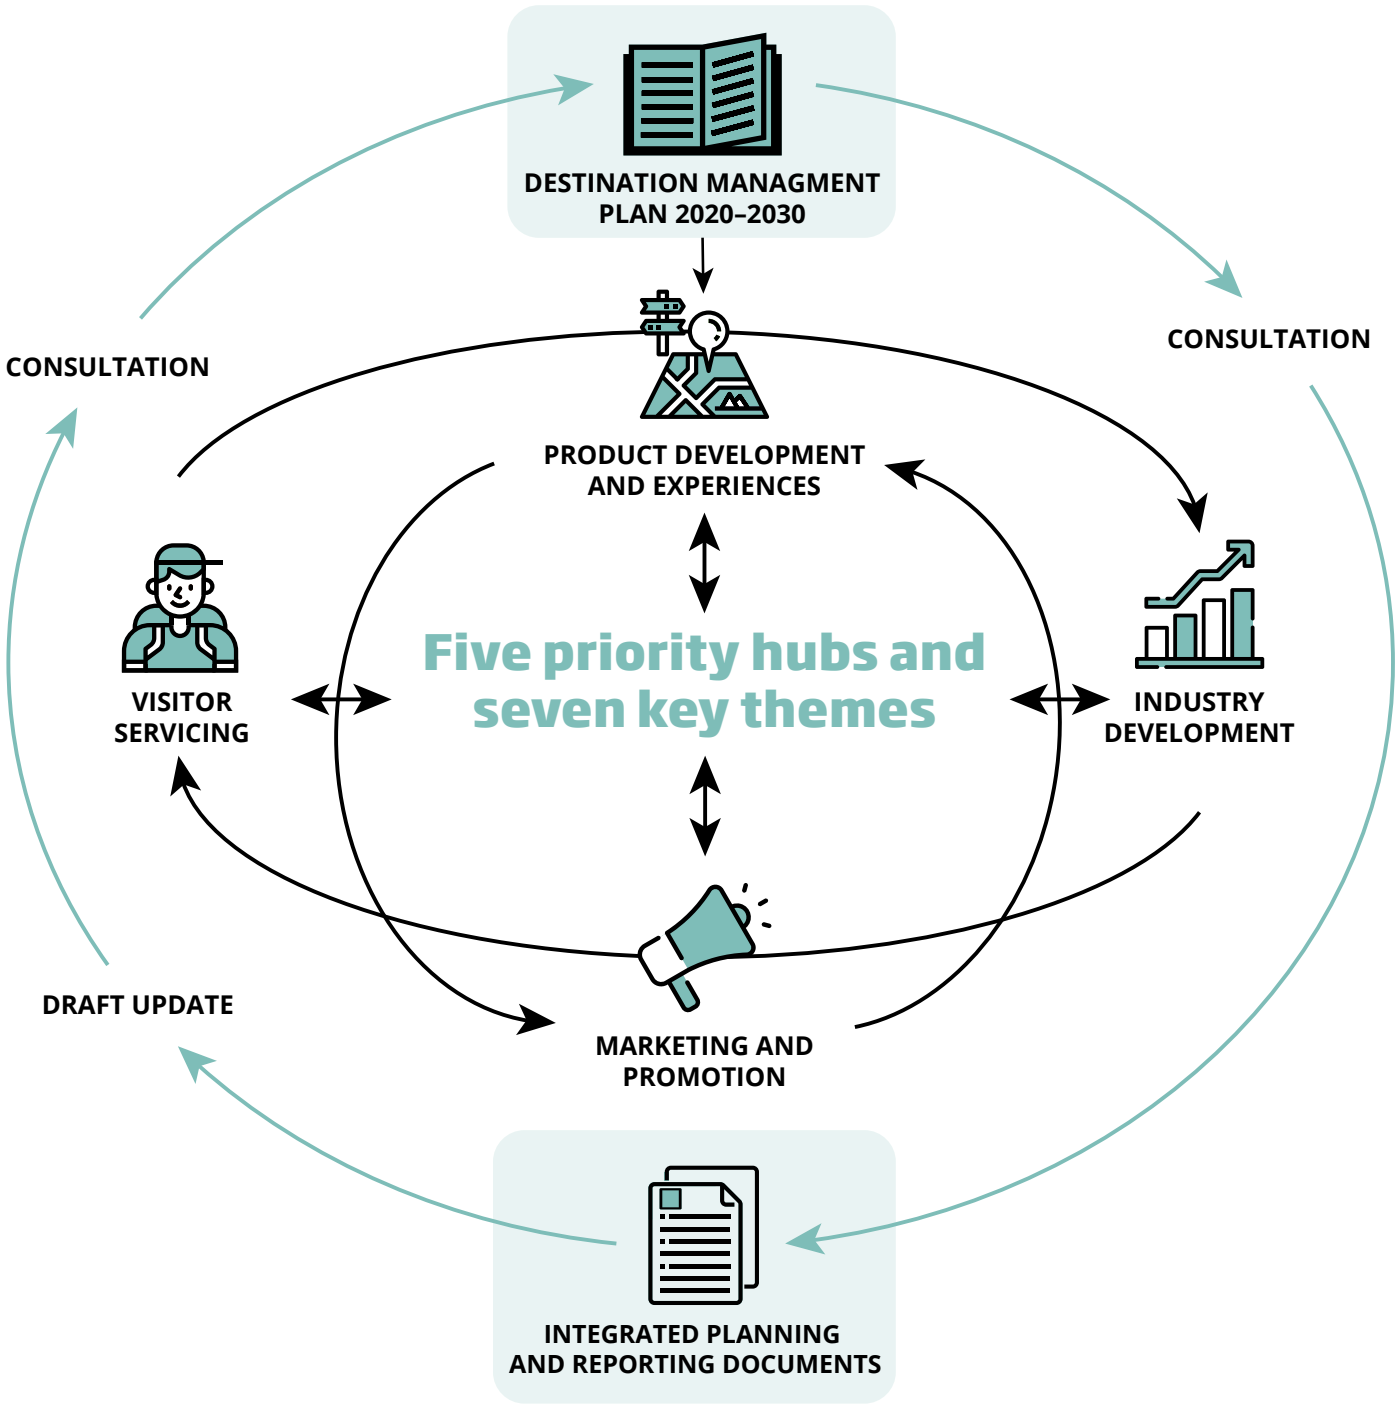 DESTINATION MANAGMENT
PLAN 2020–2030
CONSULTATION
CONSULTATION
PRODUCT DEVELOPMENT
AND EXPERIENCES
Five priority hubs and
seven key themes
VISITOR
SERVICING
INDUSTRY
DEVELOPMENT
DRAFT UPDATE
MARKETING AND
PROMOTION
INTEGRATED PLANNING
AND REPORTING DOCUMENTS